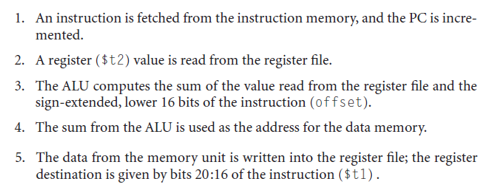 1. An instruction is fetched from the instruction memory, and the PC is incre-
mented.
2. A register ($t2) value is read from the register file.
3. The ALU computes the sum of the value read from the register file and the
sign-extended, lower 16 bits of the instruction (offset).
4. The sum from the ALU is used as the address for the data memory.
5. The data from the memory unit is written into the register file; the register
destination is given by bits 20:16 of the instruction ($t1).